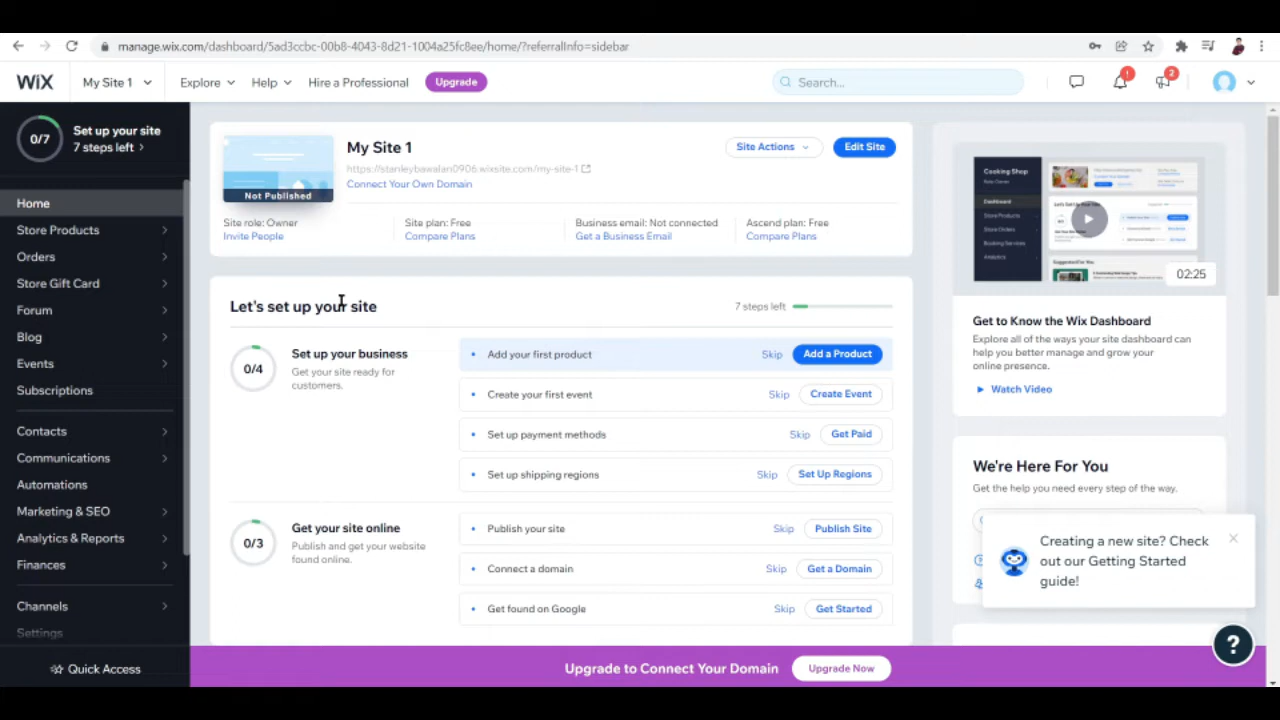 manage.wix.com/dashboard/5ad3ccbc-00b8-4043-8d21-1004a25fc8ee/home/?referralInfo=sidebar
WiX My Site 1 Explore Help Hire a Professional Upgrade Search... ! 2
0/7 Set up your site
7 steps left
Home
Store Products
Orders
Store Gift Card
Forum
Blog
Events
Subscriptions
Contacts
Communications
Automations
Marketing & SEO
Analytics & Reports
Finances
Channels
Settings
Quick Access
Not Published
My Site 1
Site Actions Edit Site
https://stanleybawalan0906.wixsite.com/my-site-1
Connect Your Own Domain
Site role: Owner Site plan: Free Business email: Not connected Ascend plan: Free
Invite People Compare Plans Get a Business Email Compare Plans
Let's set up your site 7 steps left
0/4 Set up your business
Get your site ready for
customers.
Add your first product Skip Add a Product
Create your first event Skip Create Event
Set up payment methods Skip Get Paid
Set up shipping regions Skip Set Up Regions
0/3 Get your site online
Publish and get your website
found online.
Publish your site Skip Publish Site
Connect a domain Skip Get a Domain
Get found on Google Skip Get Started
Cooking Shop
Dashboard
Store Products
Store Orders
Booking Services
Analytics
02:25
Get to Know the Wix Dashboard
Explore all of the ways your site dashboard can
help you better manage and grow your
online presence.
Watch Video
We're Here For You
Get the help you need every step of the way.
Creating a new site? Check
out our Getting Started
guide!
?
Upgrade to Connect Your Domain Upgrade Now